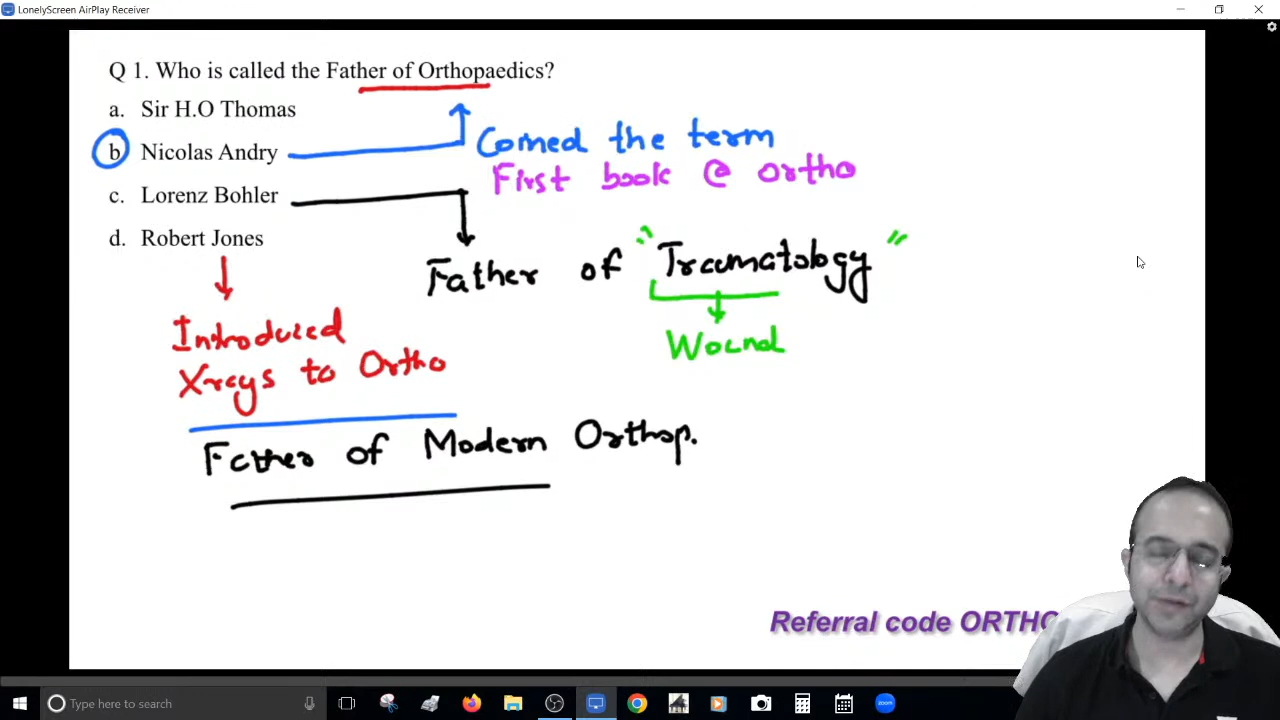 LonelyScreen AirPlay Receiver
Q 1. Who is called the Father of Orthopaedics?
a. Sir H.O Thomas
b. Nicolas Andry
c. Lorenz Bohler
d. Robert Jones
Coined the term
First book @ ortho
Father of "Traumatology"
Wound
Introduced
Xrays to Ortho
Father of Modern Orthop.
Referral code ORTHO
Type here to search
zoom